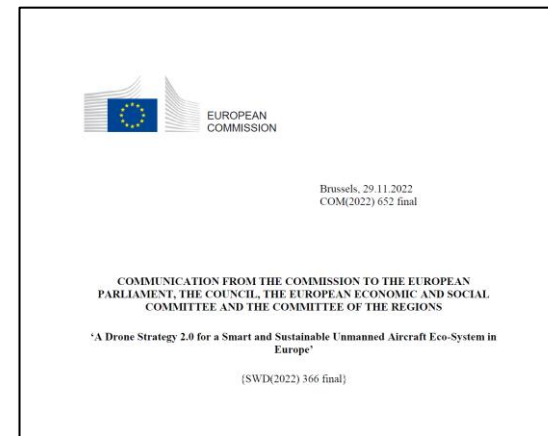 EUROPEAN
COMMISSION
Brussels, 29.11.2022
COM(2022) 652 final
COMMUNICATION FROM THE COMMISSION TO THE EUROPEAN
PARLIAMENT, THE COUNCIL, THE EUROPEAN ECONOMIC AND SOCIAL
COMMITTEE AND THE COMMITTEE OF THE REGIONS
‘A Drone Strategy 2.0 for a Smart and Sustainable Unmanned Aircraft Eco-System in
Europe’
{SWD(2022) 366 final}